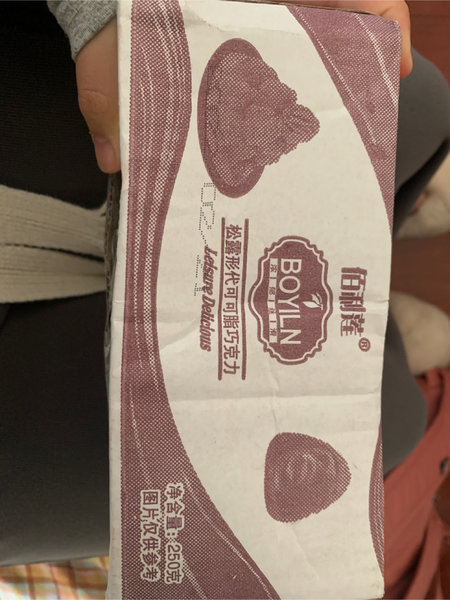 佰利莲®
BOYILN
松露形代可可脂巧克力
Leisure Delicious
净含量:250克
图片仅供参考